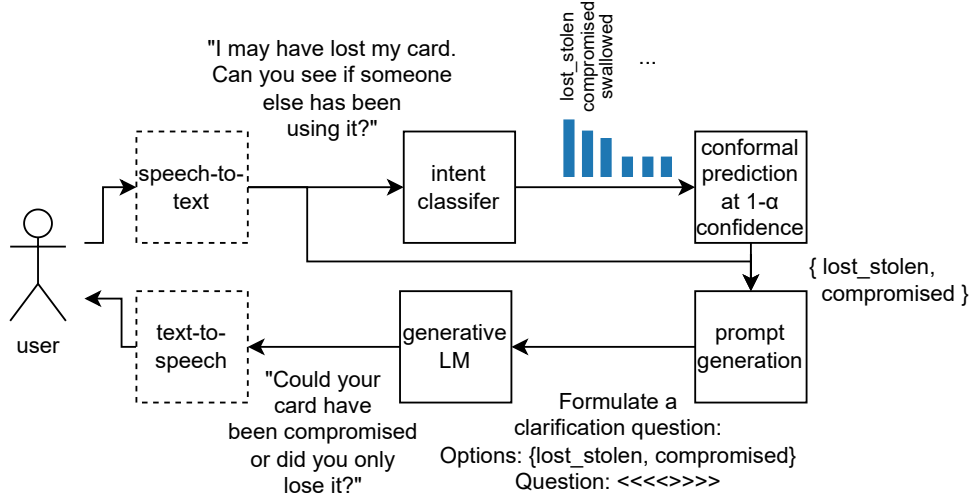 "I may have lost my card.
Can you see if someone
else has been
using it?"
lost_stolen
compromised
swallowed
...
speech-to-
text
intent
classifer
conformal
prediction
at 1-α
confidence
{ lost_stolen,
compromised }
user
text-to-
speech
generative
LM
prompt
generation
"Could your
card have
been compromised
or did you only
lose it?"
Formulate a
clarification question:
Options: {lost_stolen, compromised}
Question: <<<<>>>>